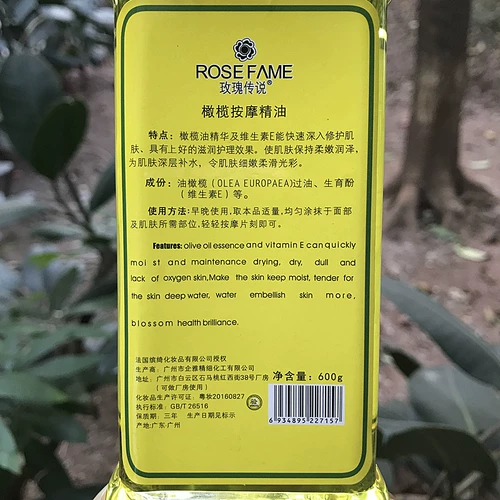 ROSE FAME
玫瑰传说®
橄榄按摩精油
特点：橄榄油精华及维生素E能快速深入修护肌
肤、具有上好的滋润护理效果。使肌肤保持柔嫩润泽，
为肌肤深层补水，令肌肤细嫩柔滑光彩。
成份：油橄榄（OLEA EUROPAEA)过油、生育酚
（维生素E）等。
使用方法:早晚使用,取本品适量,均匀涂抹于面部
及肌肤所需部位,轻轻按摩片刻即可。
Features: olive oil essence and vitamin E can quickly
moi st and maintenance drying, dry, dull and
lack of oxygen skin,Make the skin keep moist, tender for
the skin deep water, water embellish skin more,
blossom health brilliance.
法国缤绮化妆品有限公司授权
生产商：广州市企雅精细化工有限公司
地址：广州市白云区石马桃红西街38号厂房
（可做厂房使用）
净含量：600g
化妆品生产许可证：粤妆20160827
执行标准：GB/T 26516
保质期：三年 生产日期见标示
产地:广东·广州
6 934895 227157